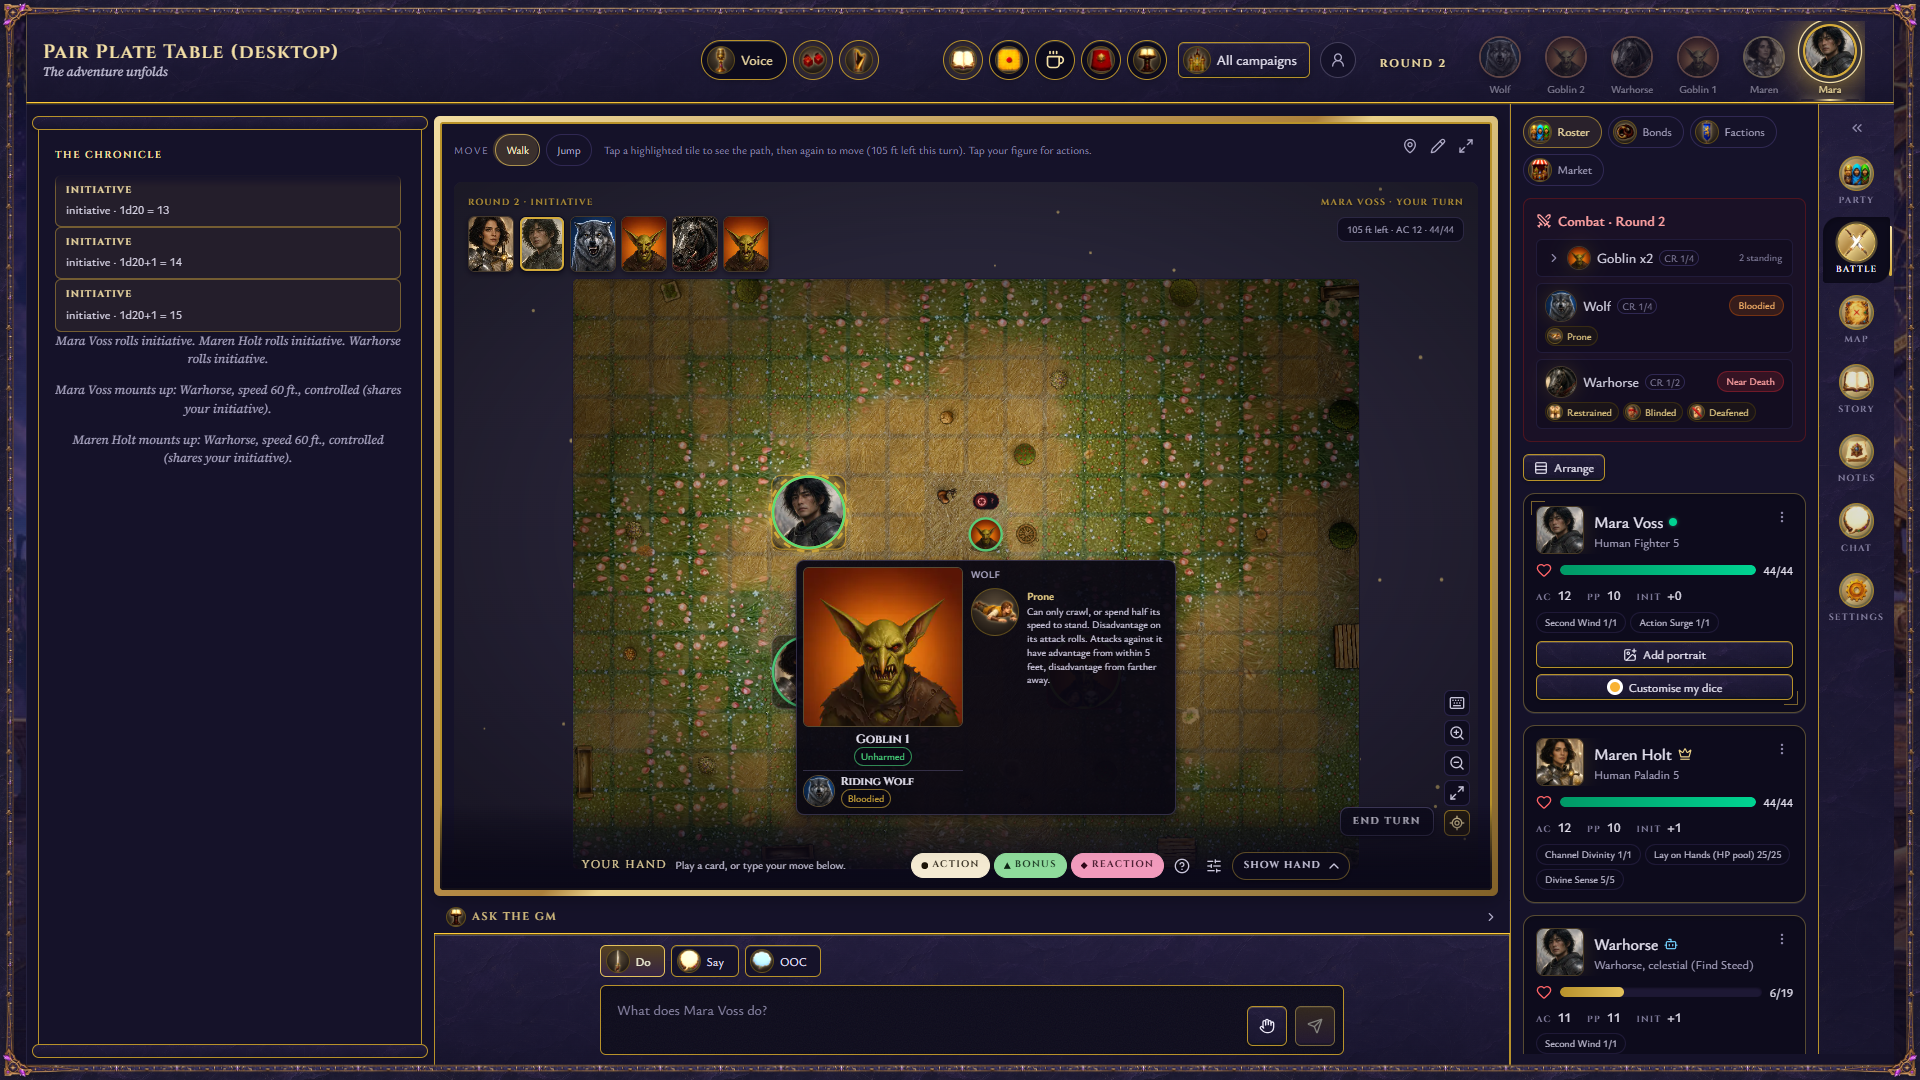 PAIR PLATE TABLE (DESKTOP)
The adventure unfolds
Voice
All campaigns
ROUND 2
Wolf
Goblin 2
Warhorse
Goblin 1
Maren
Mara
THE CHRONICLE
INITIATIVE
initiative · 1d20 = 13
INITIATIVE
initiative · 1d20+1 = 14
INITIATIVE
initiative · 1d20+1 = 15
Mara Voss rolls initiative. Maren Holt rolls initiative. Warhorse
rolls initiative.
Mara Voss mounts up: Warhorse, speed 60 ft., controlled (shares
your initiative).
Maren Holt mounts up: Warhorse, speed 60 ft., controlled
(shares your initiative).
MOVE
Walk
Jump
Tap a highlighted tile to see the path, then again to move (105 ft left this turn). Tap your figure for actions.
ROUND 2 · INITIATIVE
MARA VOSS · YOUR TURN
105 ft left · AC 12 · 44/44
GOBLIN 1
Unharmed
RIDING WOLF
Bloodied
WOLF
Prone
Can only crawl, or spend half its
speed to stand. Disadvantage on
its attack rolls. Attacks against it
have advantage from within 5
feet, disadvantage from farther
away.
END TURN
YOUR HAND
Play a card, or type your move below.
ACTION
BONUS
REACTION
SHOW HAND
ASK THE GM
Do
Say
OOC
What does Mara Voss do?
Roster
Bonds
Factions
Market
Combat · Round 2
Goblin x2
CR 1/4
2 standing
Wolf
CR 1/4
Bloodied
Prone
Warhorse
CR 1/2
Near Death
Restrained
Blinded
Deafened
Arrange
Mara Voss
Human Fighter 5
44/44
AC 12 PP 10 INIT +0
Second Wind 1/1
Action Surge 1/1
Add portrait
Customise my dice
Maren Holt
Human Paladin 5
44/44
AC 12 PP 10 INIT +1
Channel Divinity 1/1
Lay on Hands (HP pool) 25/25
Divine Sense 5/5
Warhorse
Warhorse, celestial (Find Steed)
6/19
AC 11 PP 11 INIT +1
Second Wind 1/1
PARTY
BATTLE
MAP
STORY
NOTES
CHAT
SETTINGS